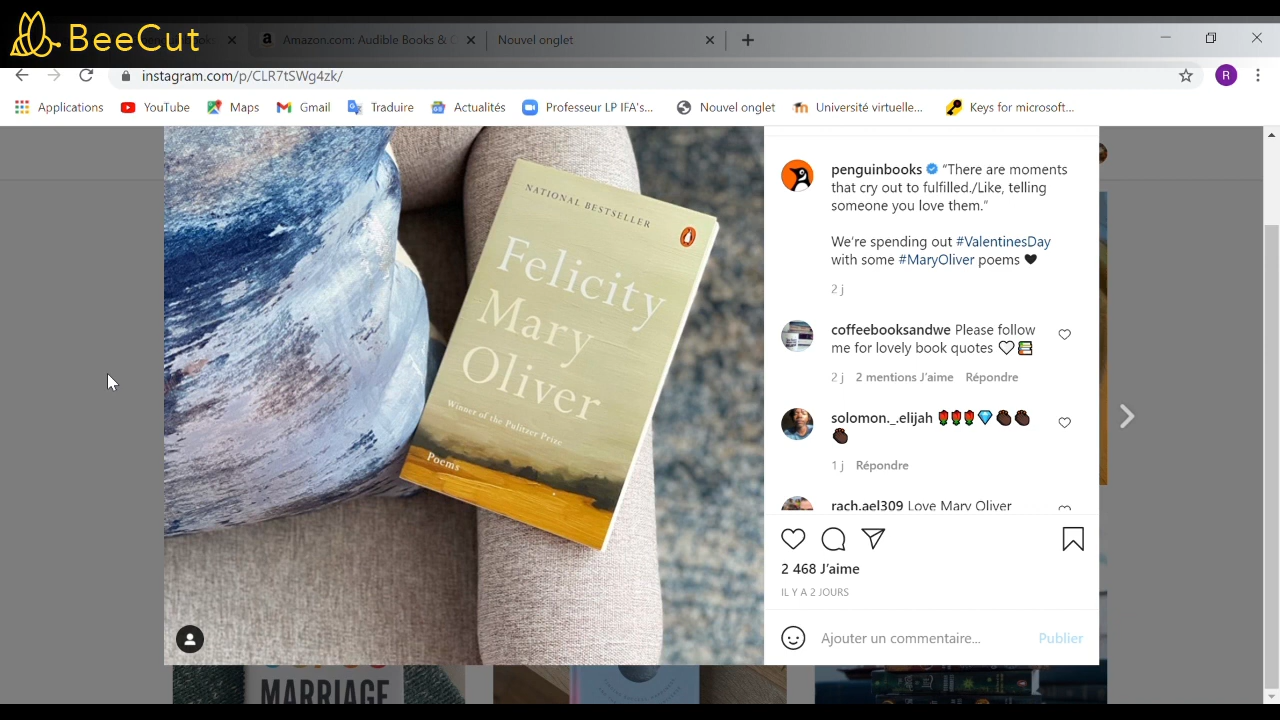 BeeCut
Amazon.com: Audible Books &
Nouvel onglet
instagram.com/p/CLR7tSWg4zk/
R
Applications
YouTube
Maps
Gmail
Traduire
Actualités
Professeur LP IFA's...
Nouvel onglet
Université virtuelle...
Keys for microsoft...
NATIONAL BESTSELLER
Felicity
Mary
Oliver
Winner of the Pulitzer Prize
Poems
penguinbooks “There are moments
that cry out to fulfilled./Like, telling
someone you love them.”
We’re spending out #ValentinesDay
with some #MaryOliver poems 🖤
2 j
coffeebooksandwe Please follow
me for lovely book quotes 🤍📚
2 j 2 mentions J’aime Répondre
solomon._.elijah 🌹🌹🌹💎✊🏿✊🏿
✊🏿
1 j Répondre
rach.ael309 Love Mary Oliver
2 468 J’aime
IL Y A 2 JOURS
Ajouter un commentaire... Publier
MARRIAGE